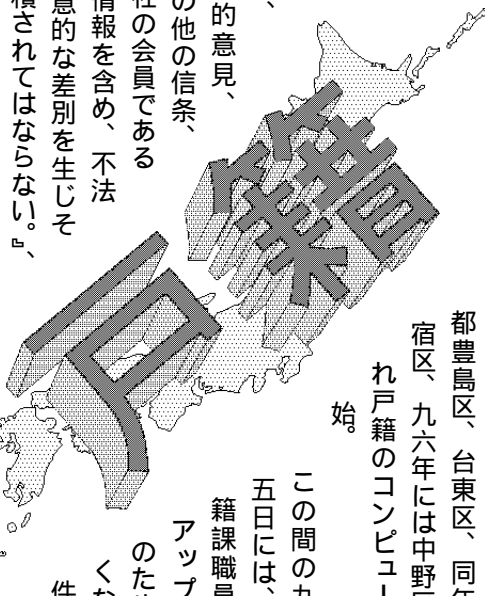 、
的意見、
の他の信条、
社の会員である
情報を含め、不法
意的な差別を生じそ
積されてはならない。』、
戸籍
都豊島区、台東区、同年
宿区、九六年には中野区
れ戸籍のコンピュー
始。
この間の九
五日には、
籍課職員
アップ
のため
くな
件